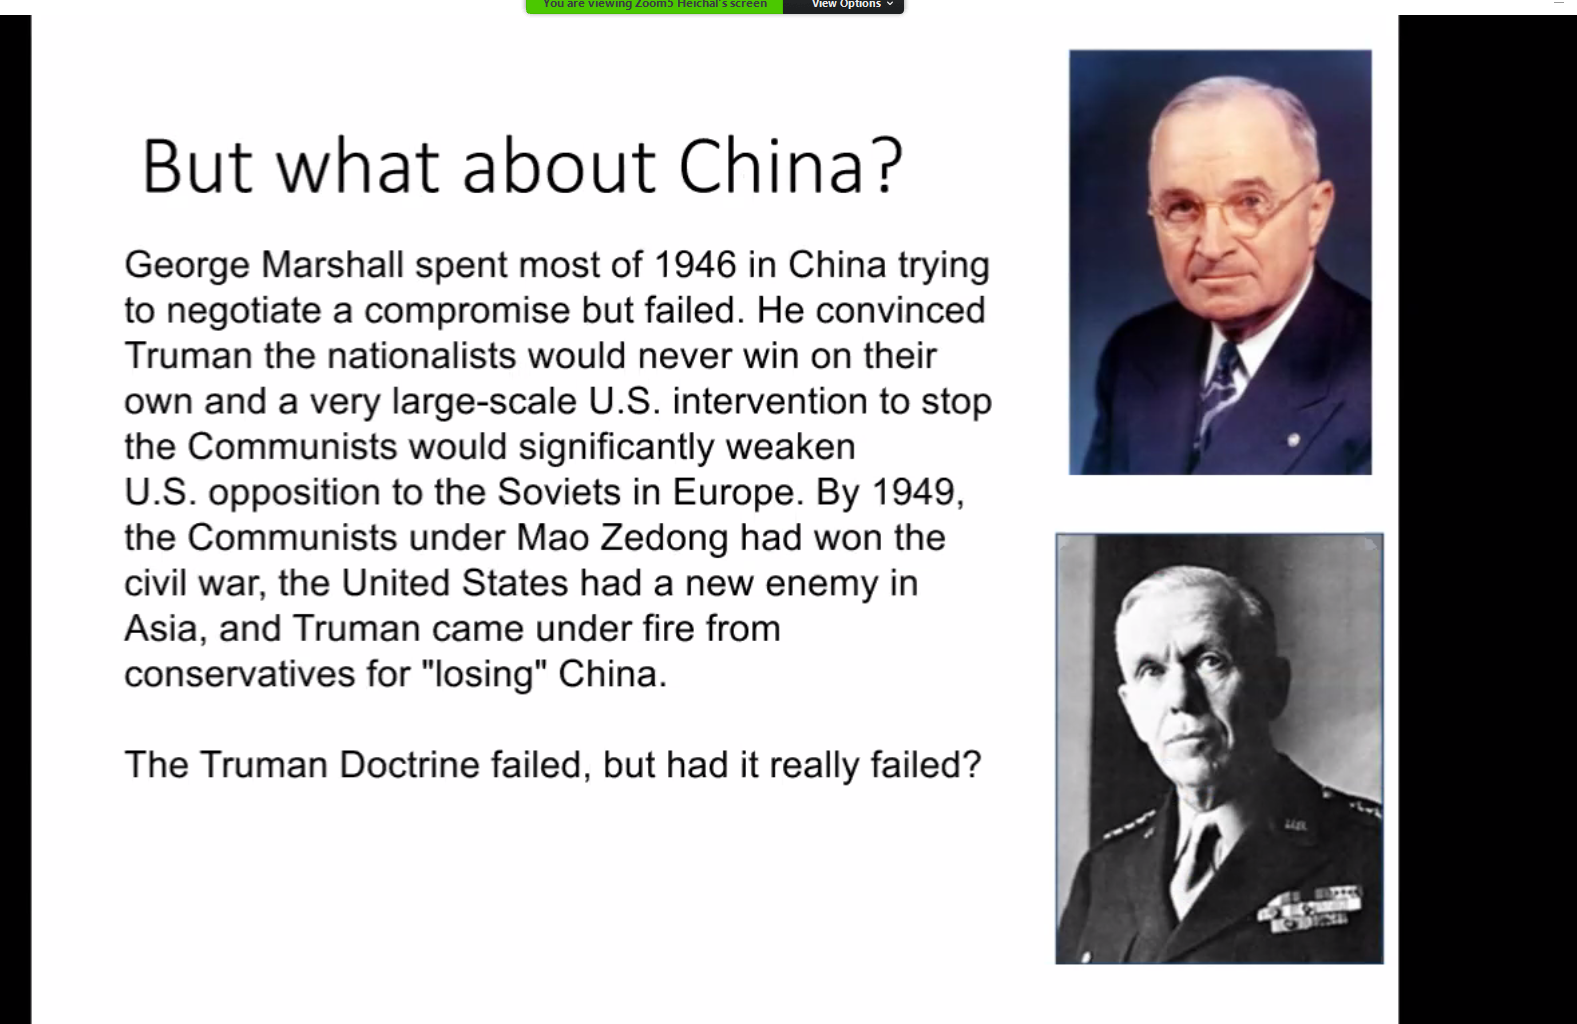 You are viewing Zoom5 Heichal's screen View Options
But what about China?
George Marshall spent most of 1946 in China trying
to negotiate a compromise but failed. He convinced
Truman the nationalists would never win on their
own and a very large-scale U.S. intervention to stop
the Communists would significantly weaken
U.S. opposition to the Soviets in Europe. By 1949,
the Communists under Mao Zedong had won the
civil war, the United States had a new enemy in
Asia, and Truman came under fire from
conservatives for "losing" China.
The Truman Doctrine failed, but had it really failed?